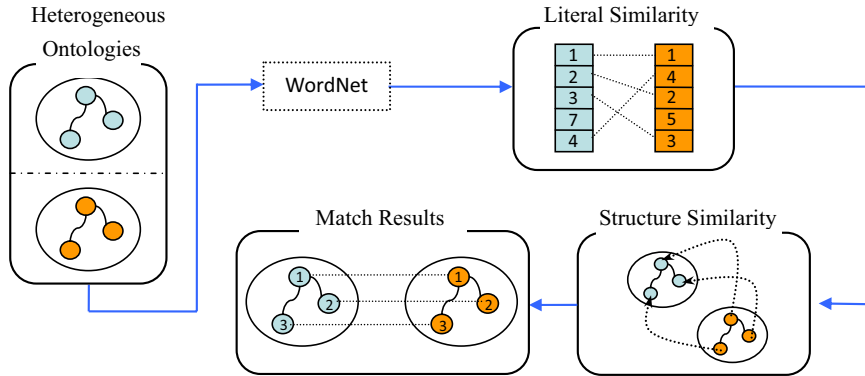 Heterogeneous
Ontologies
WordNet
Literal Similarity
1 1
2 4
3 2
7 5
4 3
Match Results
1 1
2 2
3 3
Structure Similarity